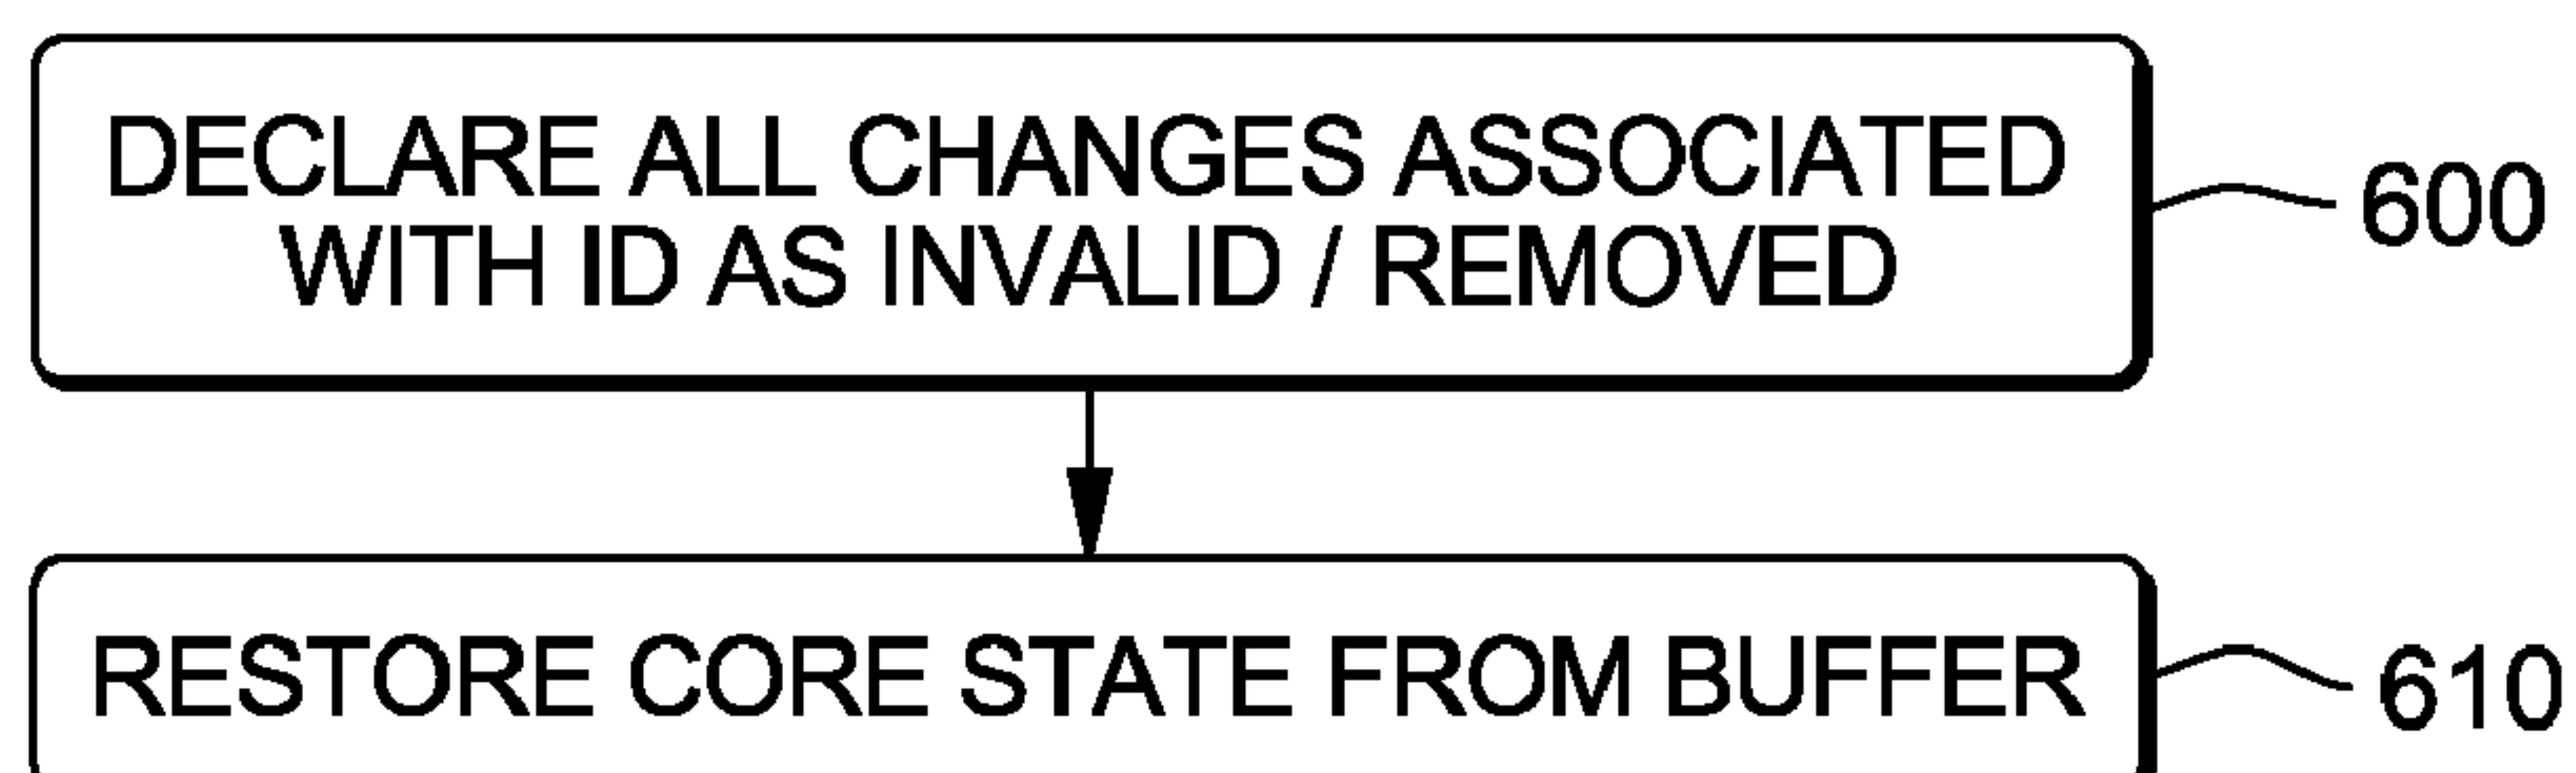 DECLARE ALL CHANGES ASSOCIATED
WITH ID AS INVALID / REMOVED
600
RESTORE CORE STATE FROM BUFFER
610